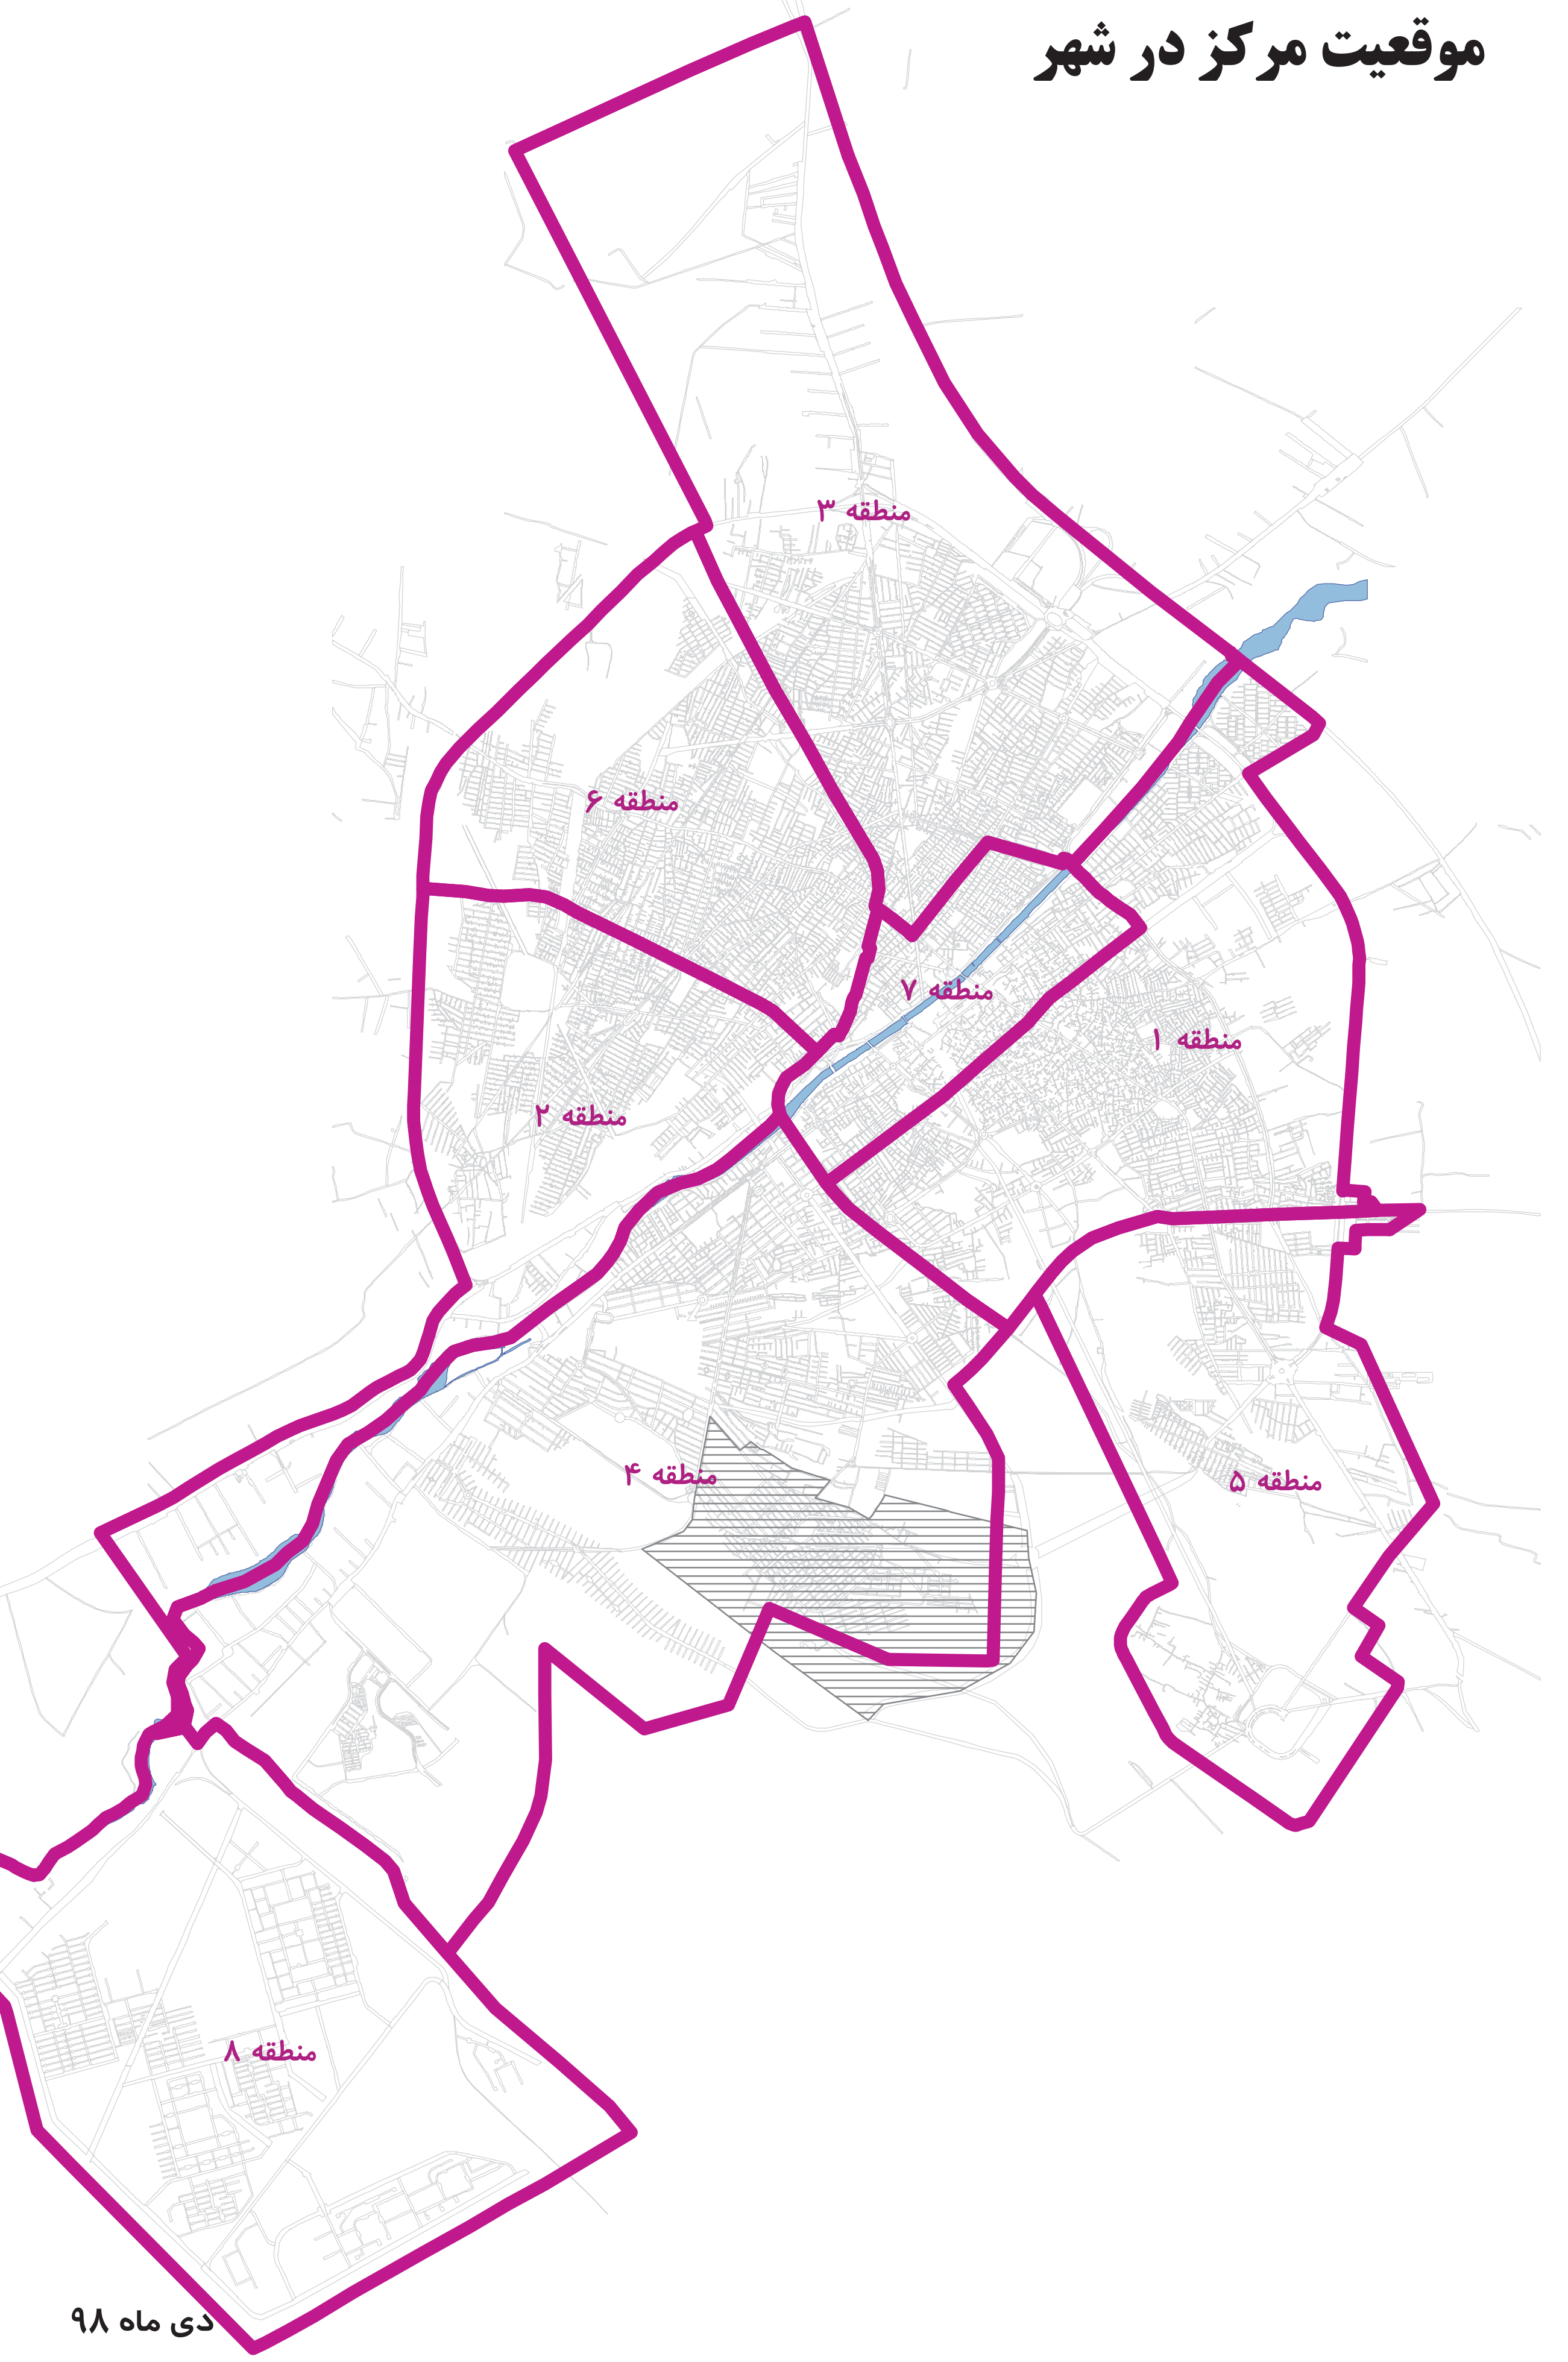 موقعیت مرکز در شهر
منطقه ۳
منطقه ۶
منطقه ۷
منطقه ۱
منطقه ۲
منطقه ۴
منطقه ۵
منطقه ۸
دی ماه ۹۸